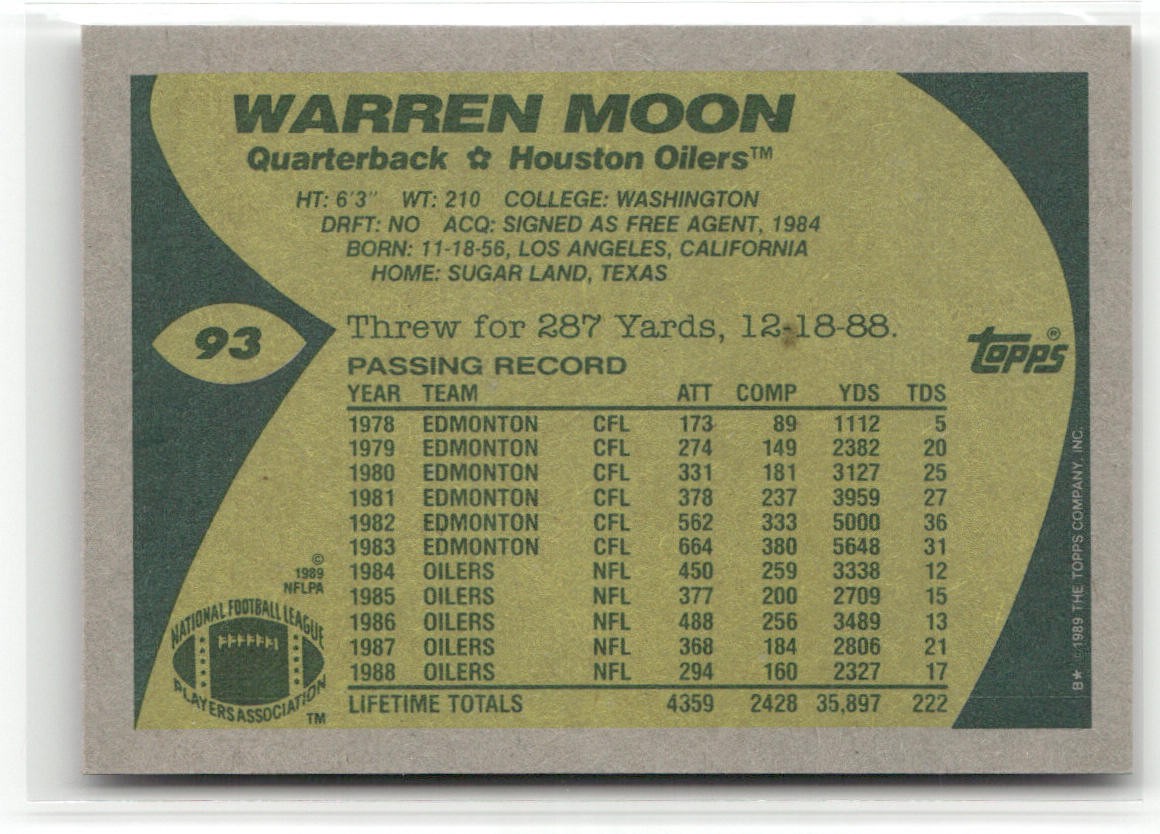 WARREN MOON
Quarterback ✿ Houston Oilers™
HT: 6'3" WT: 210 COLLEGE: WASHINGTON
DRFT: NO ACQ: SIGNED AS FREE AGENT, 1984
BORN: 11-18-56, LOS ANGELES, CALIFORNIA
HOME: SUGAR LAND, TEXAS
93
Threw for 287 Yards, 12-18-88.
topps®
PASSING RECORD
YEAR TEAM ATT COMP YDS TDS
1978 EDMONTON CFL 173 89 1112 5
1979 EDMONTON CFL 274 149 2382 20
1980 EDMONTON CFL 331 181 3127 25
1981 EDMONTON CFL 378 237 3959 27
1982 EDMONTON CFL 562 333 5000 36
1983 EDMONTON CFL 664 380 5648 31
1984 OILERS NFL 450 259 3338 12
1985 OILERS NFL 377 200 2709 15
1986 OILERS NFL 488 256 3489 13
1987 OILERS NFL 368 184 2806 21
1988 OILERS NFL 294 160 2327 17
LIFETIME TOTALS 4359 2428 35,897 222
©
1989
NFLPA
NATIONAL FOOTBALL LEAGUE
PLAYERS ASSOCIATION
™
B* ©1989 THE TOPPS COMPANY, INC.